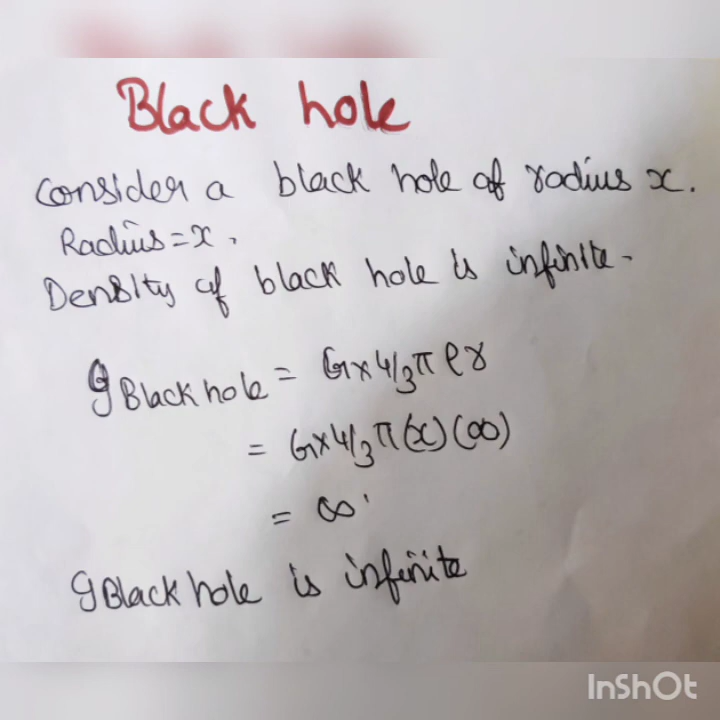 Black hole
Consider a black hole of radius x.
Radius = x.
Density of black hole is infinite.
g Black hole = G x 4/3 π ρ r
= G x 4/3 π (x) (∞)
= ∞.
g Black hole is infinite
InShOt